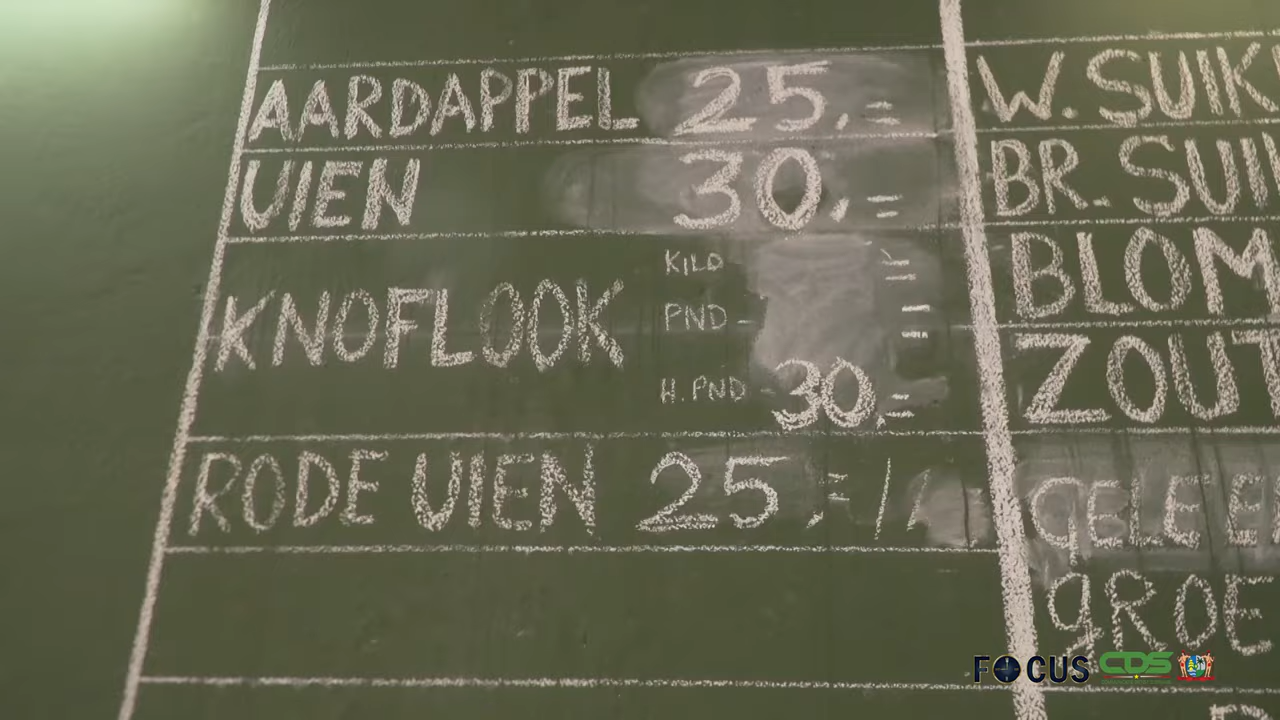 AARDAPPEL 25,=
UIEN 30,=
KNOFLOOK
KILO
PND
H.PND 30,=
RODE UIEN 25,=
W. SUIK
BR. SUI
BLOM
ZOUT
GELE E
GROE
FOCUS CDS